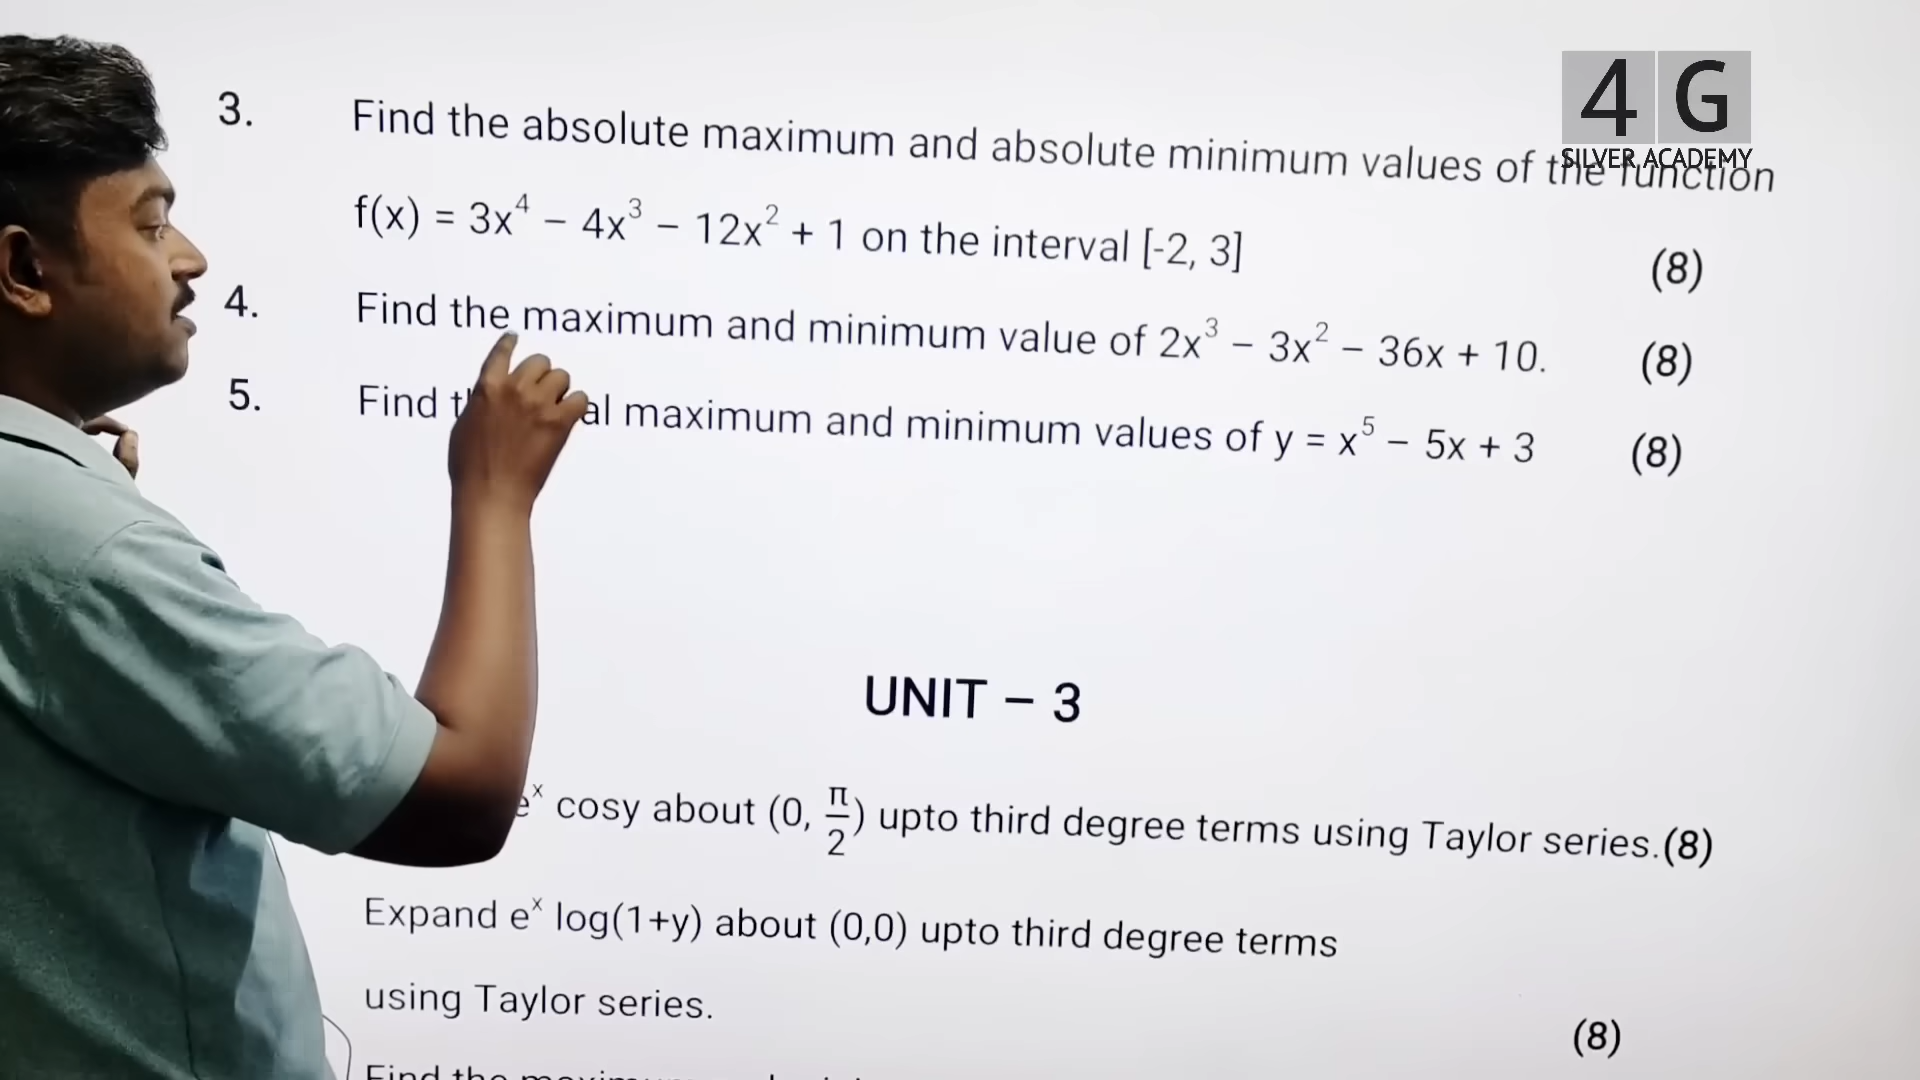 4G
SILVER ACADEMY
3. Find the absolute maximum and absolute minimum values of the function
f(x) = 3x⁴ – 4x³ – 12x² + 1 on the interval [-2, 3] (8)
4. Find the maximum and minimum value of 2x³ – 3x² – 36x + 10. (8)
5. Find maximum and minimum values of y = x⁵ – 5x + 3 (8)
UNIT – 3
eˣ cosy about (0, π/2) upto third degree terms using Taylor series.(8)
Expand eˣ log(1+y) about (0,0) upto third degree terms
using Taylor series. (8)
Find the